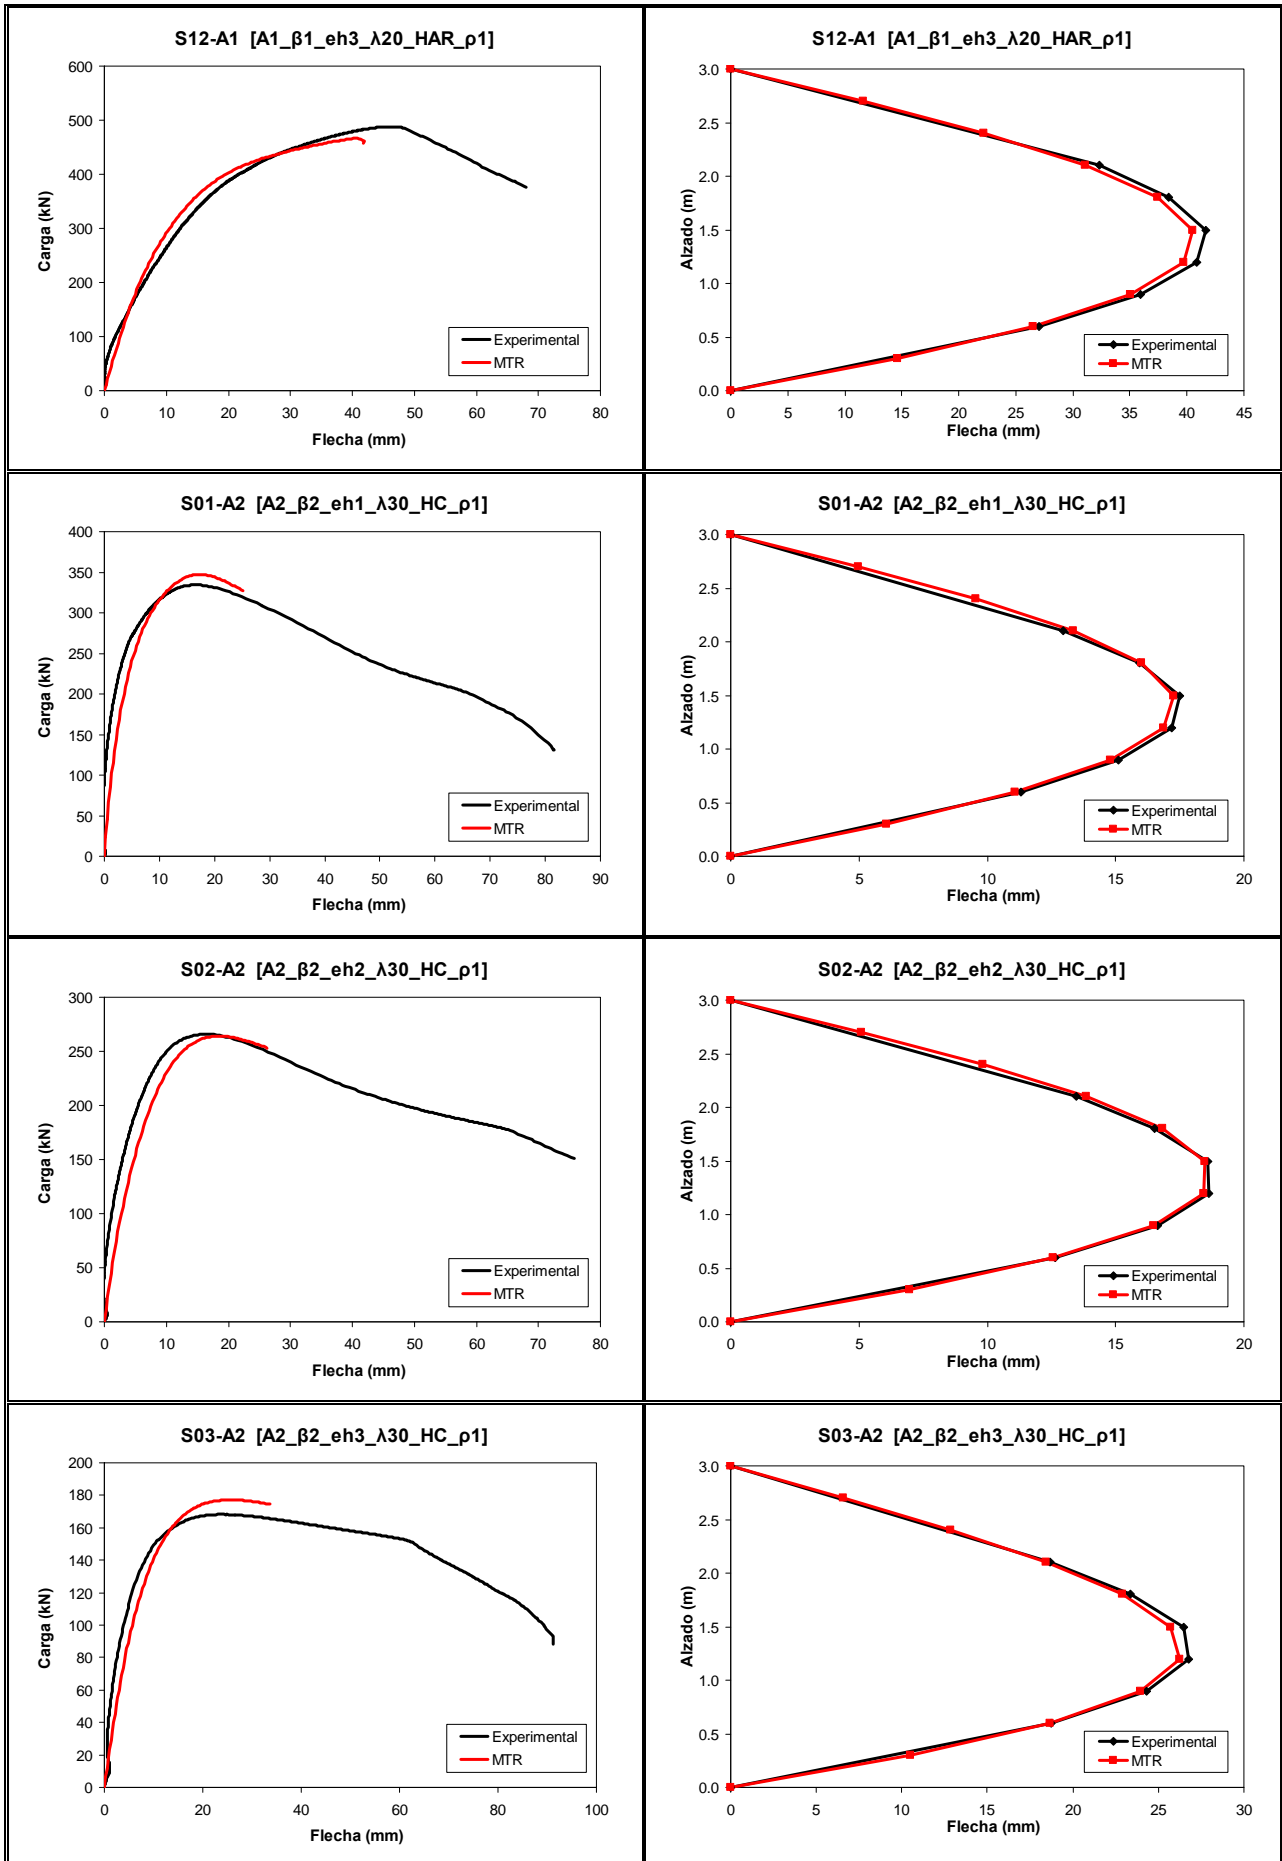 S12-A1 [A1_β1_eh3_λ20_HAR_ρ1]
600
500
400
300
200
100
0
Carga (kN)
0 10 20 30 40 50 60 70 80
Flecha (mm)
Experimental
MTR
S12-A1 [A1_β1_eh3_λ20_HAR_ρ1]
3.0
2.5
2.0
1.5
1.0
0.5
0.0
Alzado (m)
0 5 10 15 20 25 30 35 40 45
Flecha (mm)
Experimental
MTR
S01-A2 [A2_β2_eh1_λ30_HC_ρ1]
400
350
300
250
200
150
100
50
0
Carga (kN)
0 10 20 30 40 50 60 70 80 90
Flecha (mm)
Experimental
MTR
S01-A2 [A2_β2_eh1_λ30_HC_ρ1]
3.0
2.5
2.0
1.5
1.0
0.5
0.0
Alzado (m)
0 5 10 15 20
Flecha (mm)
Experimental
MTR
S02-A2 [A2_β2_eh2_λ30_HC_ρ1]
300
250
200
150
100
50
0
Carga (kN)
0 10 20 30 40 50 60 70 80
Flecha (mm)
Experimental
MTR
S02-A2 [A2_β2_eh2_λ30_HC_ρ1]
3.0
2.5
2.0
1.5
1.0
0.5
0.0
Alzado (m)
0 5 10 15 20
Flecha (mm)
Experimental
MTR
S03-A2 [A2_β2_eh3_λ30_HC_ρ1]
200
180
160
140
120
100
80
60
40
20
0
Carga (kN)
0 20 40 60 80 100
Flecha (mm)
Experimental
MTR
S03-A2 [A2_β2_eh3_λ30_HC_ρ1]
3.0
2.5
2.0
1.5
1.0
0.5
0.0
Alzado (m)
0 5 10 15 20 25 30
Flecha (mm)
Experimental
MTR